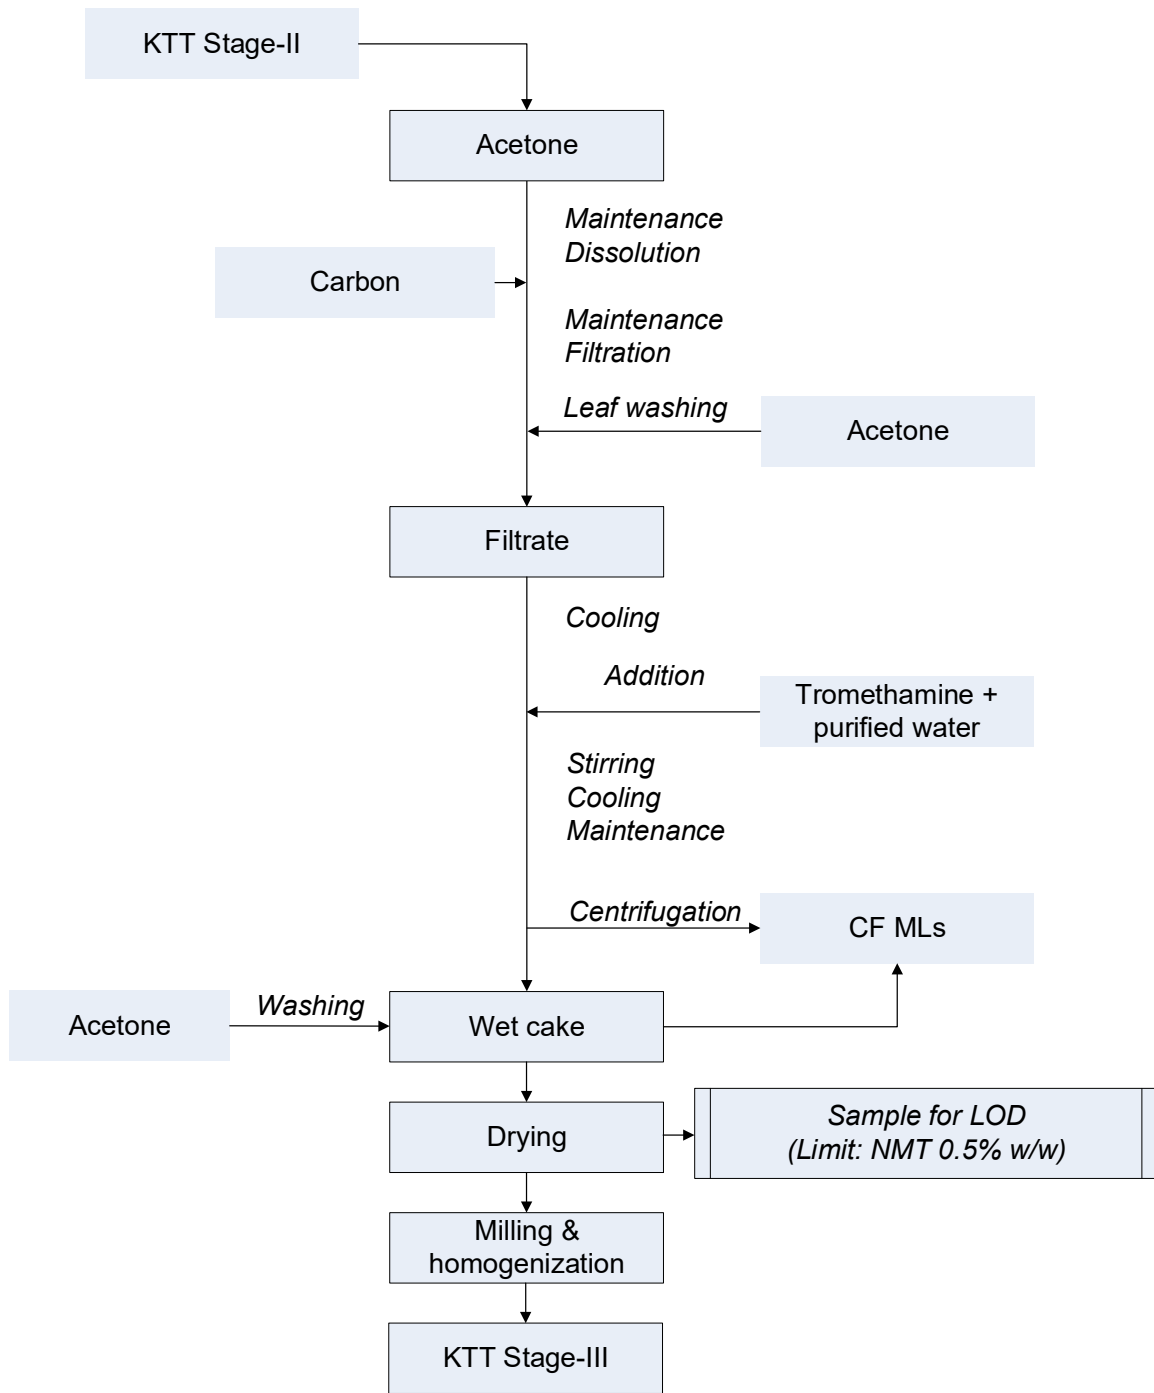 KTT Stage-II
Acetone
Maintenance
Dissolution
Carbon
Maintenance
Filtration
Leaf washing
Acetone
Filtrate
Cooling
Addition
Tromethamine +
purified water
Stirring
Cooling
Maintenance
Centrifugation
CF MLs
Acetone
Washing
Wet cake
Drying
Sample for LOD
(Limit: NMT 0.5% w/w)
Milling &
homogenization
KTT Stage-III